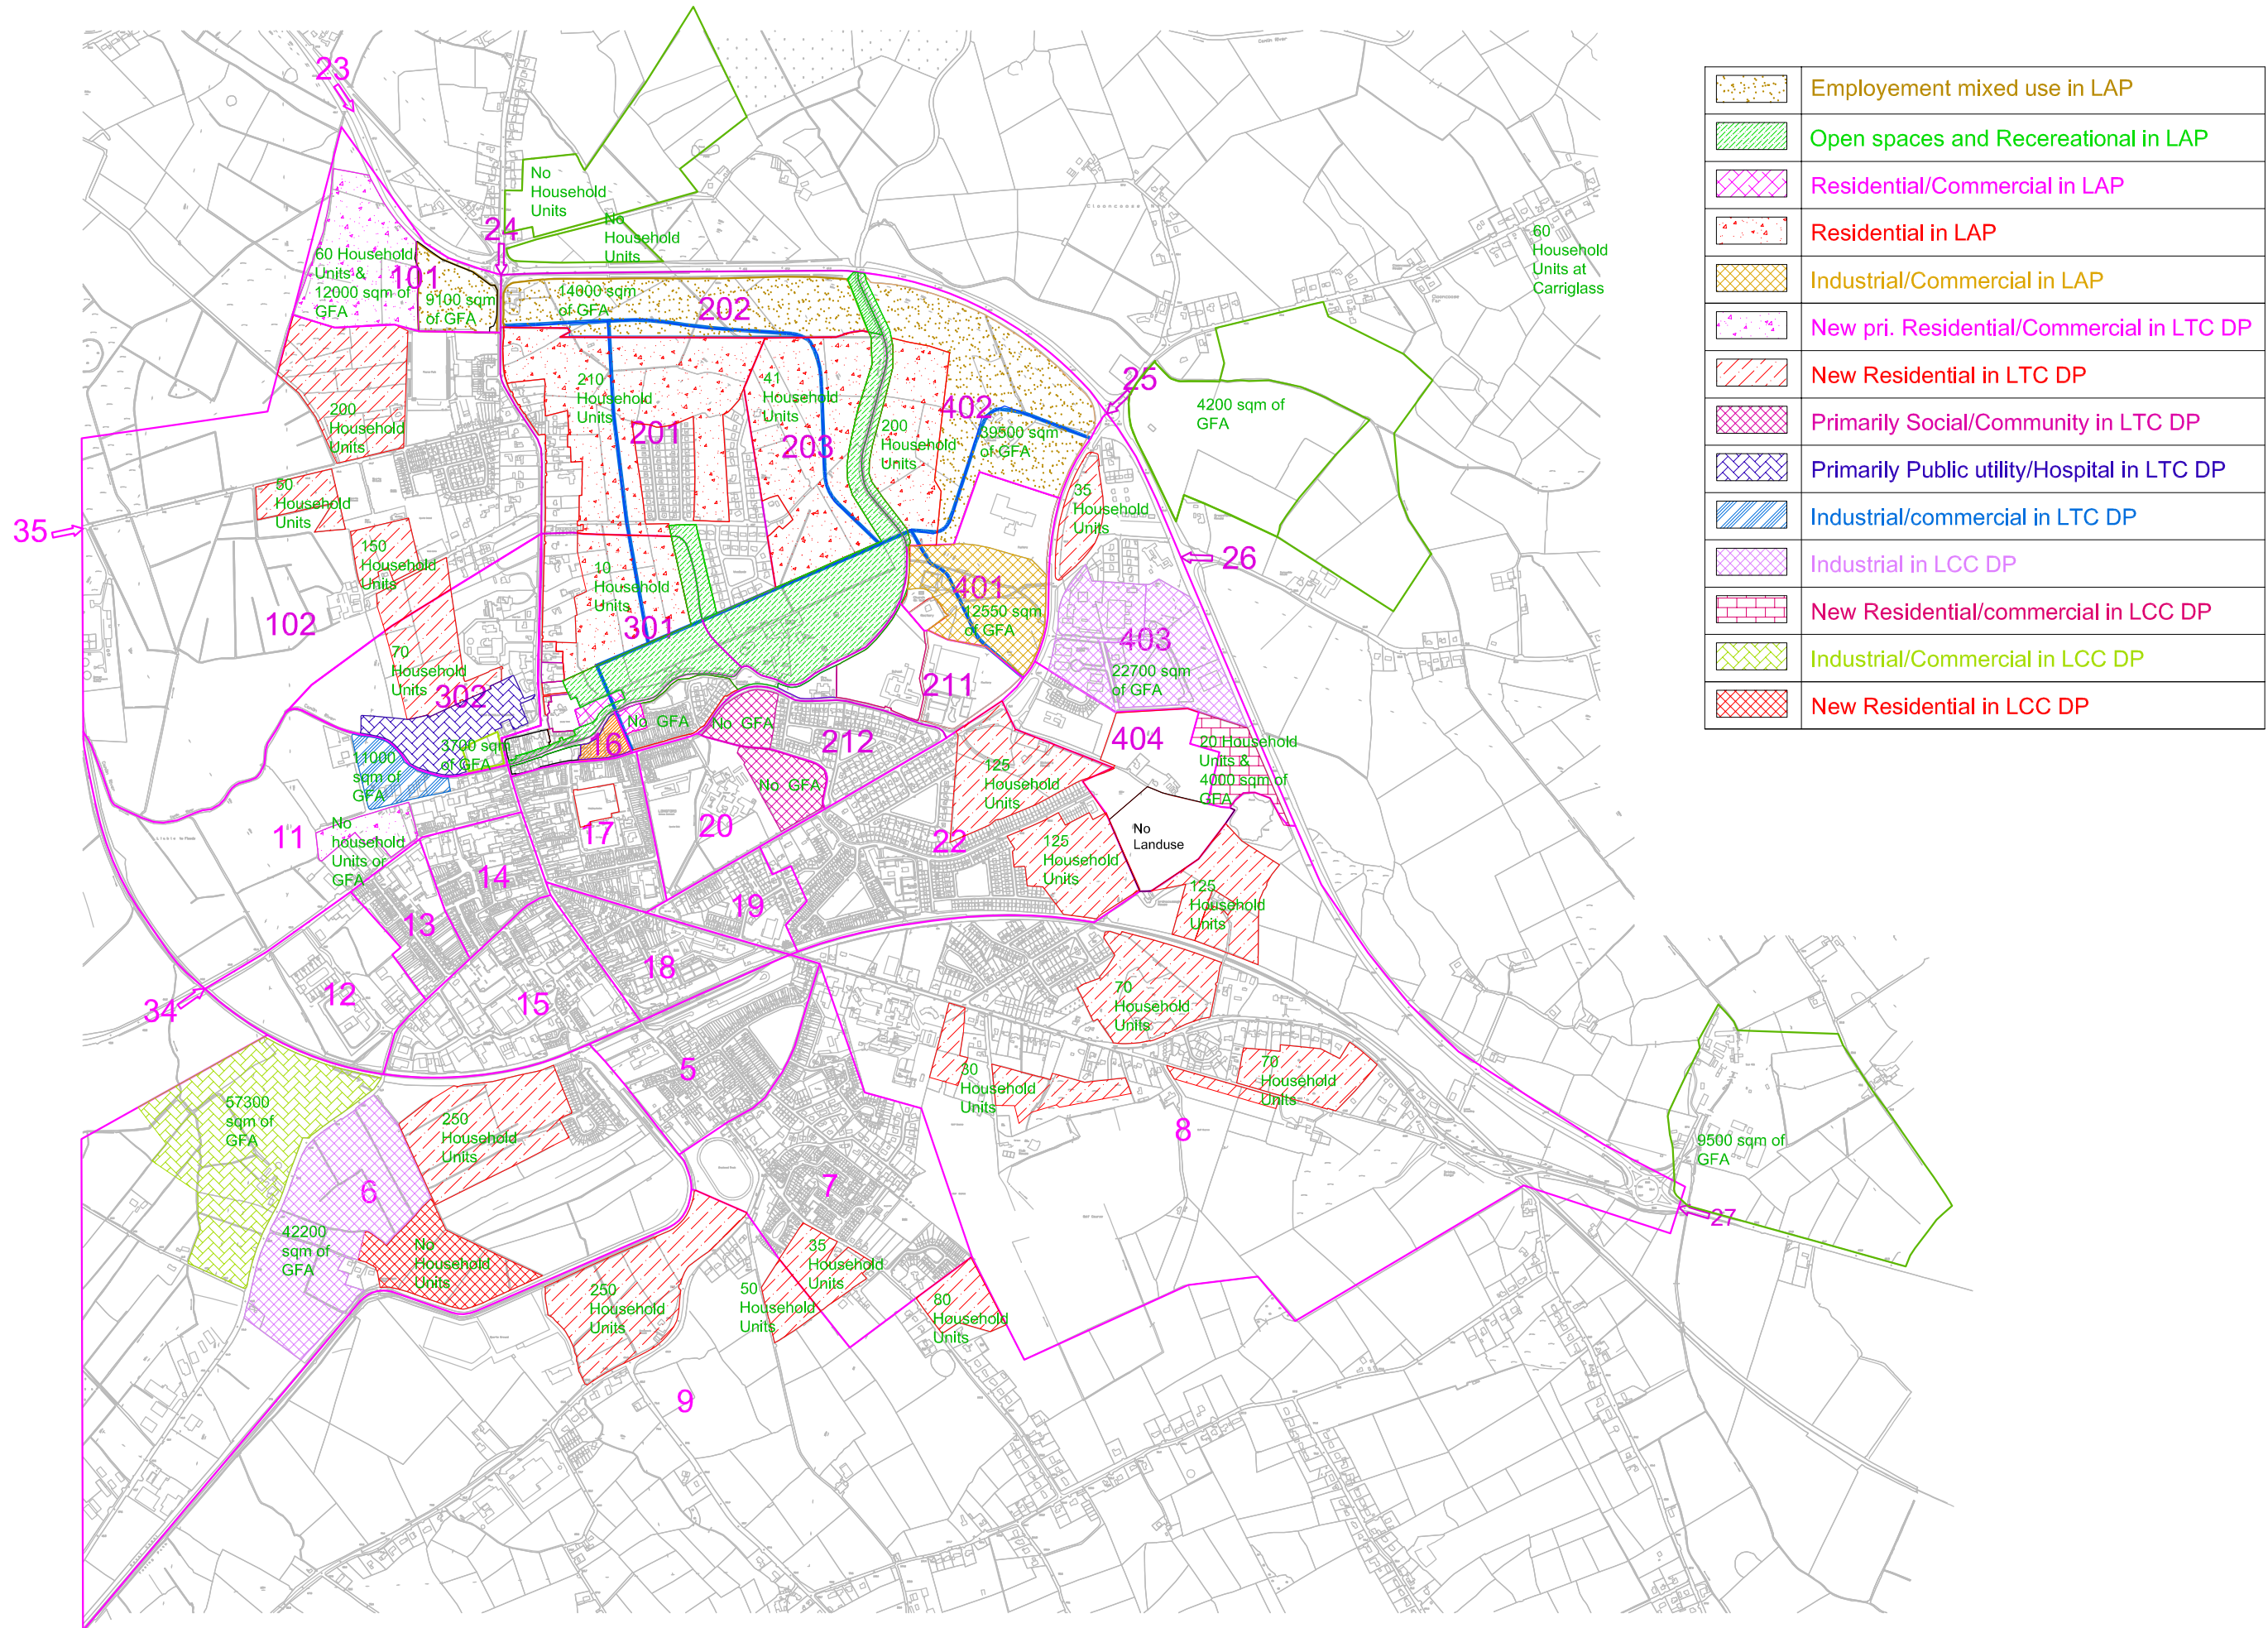 23
No
Household
Units
24
No
Household
Units
60
Household
Units at
Carriglass
60 Household
Units &
12000 sqm of
GFA
101
9100 sqm
of GFA
14000 sqm
of GFA
202
25
4200 sqm of
GFA
200
Household
Units
210
Household
Units
201
41
Household
Units
203
200
Household
Units
402
39500 sqm
of GFA
50
Household
Units
35
Household
Units
35
150
Household
Units
26
10
Household
Units
401
12550 sqm
of GFA
102
301
403
22700 sqm
of GFA
70
Household
Units
302
211
No GFA
No GFA
16
212
404
3700 sqm
of GFA
11000
sqm of
GFA
20 Household
Units &
4000 sqm of
GFA
125
Household
Units
No GFA
11
No
household
Units or
GFA
17
20
22
No
Landuse
125
Household
Units
14
125
Household
Units
13
19
18
12
15
34
70
Household
Units
5
30
Household
Units
70
Household
Units
57300
sqm of
GFA
250
Household
Units
8
9500 sqm of
GFA
6
7
27
42200
sqm of
GFA
No
Household
Units
35
Household
Units
250
Household
Units
50
Household
Units
80
Household
Units
9
Employement mixed use in LAP
Open spaces and Recereational in LAP
Residential/Commercial in LAP
Residential in LAP
Industrial/Commercial in LAP
New pri. Residential/Commercial in LTC DP
New Residential in LTC DP
Primarily Social/Community in LTC DP
Primarily Public utility/Hospital in LTC DP
Industrial/commercial in LTC DP
Industrial in LCC DP
New Residential/commercial in LCC DP
Industrial/Commercial in LCC DP
New Residential in LCC DP